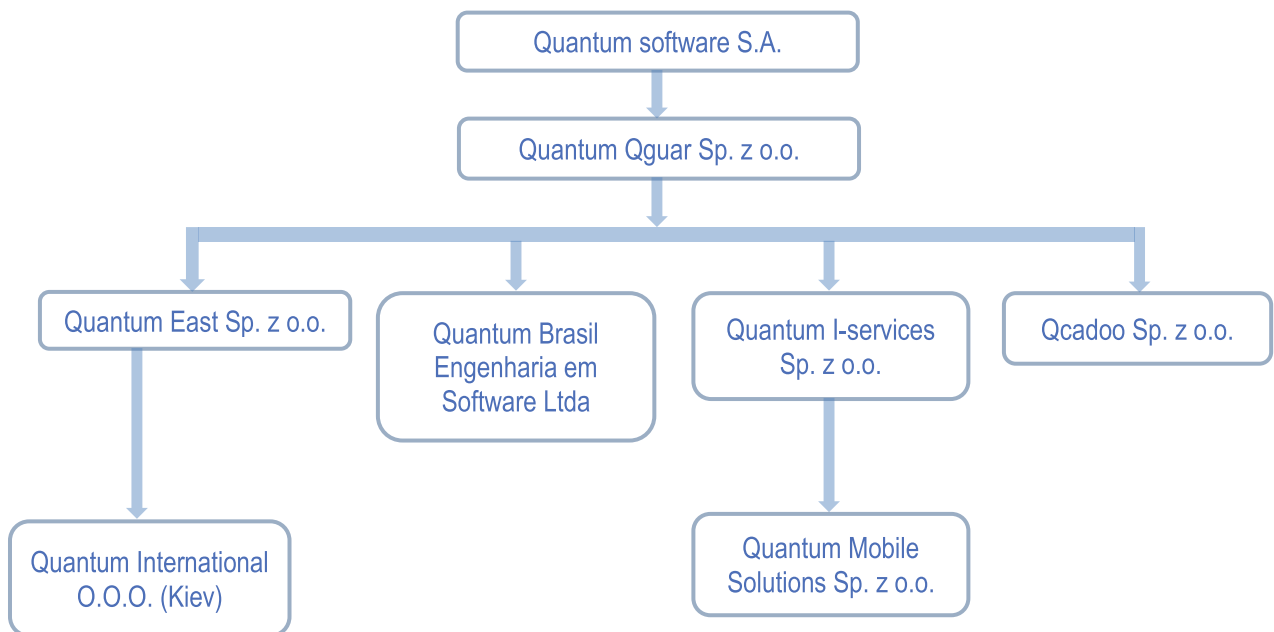 Quantum software S.A.
Quantum Qguar Sp. z o.o.
Quantum East Sp. z o.o.
Quantum Brasil
Engenharia em
Software Ltda
Quantum I-services
Sp. z o.o.
Qcadoo Sp. z o.o.
Quantum International
O.O.O. (Kiev)
Quantum Mobile
Solutions Sp. z o.o.